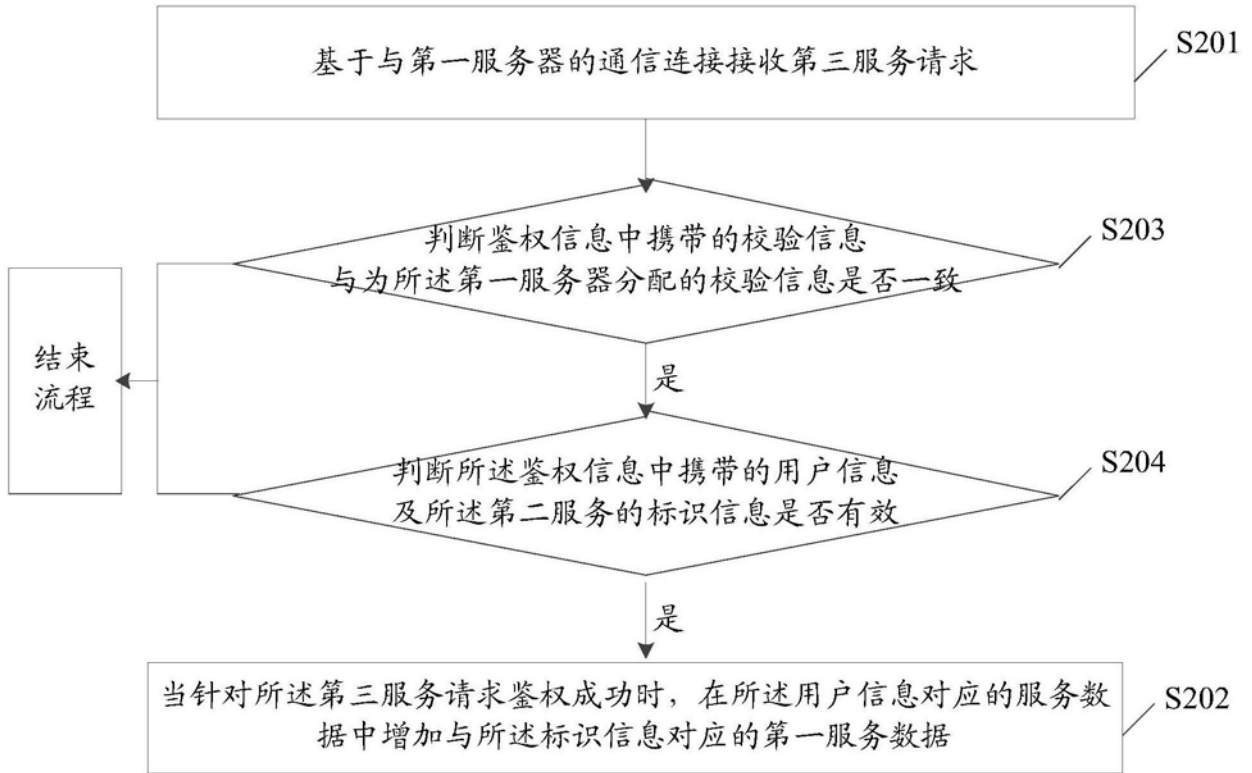 基于与第一服务器的通信连接接收第三服务请求
S201
判断鉴权信息中携带的校验信息
与为所述第一服务器分配的校验信息是否一致
S203
结束
流程
是
判断所述鉴权信息中携带的用户信息
及所述第二服务的标识信息是否有效
S204
是
当针对所述第三服务请求鉴权成功时，在所述用户信息对应的服务数
据中增加与所述标识信息对应的第一服务数据
S202